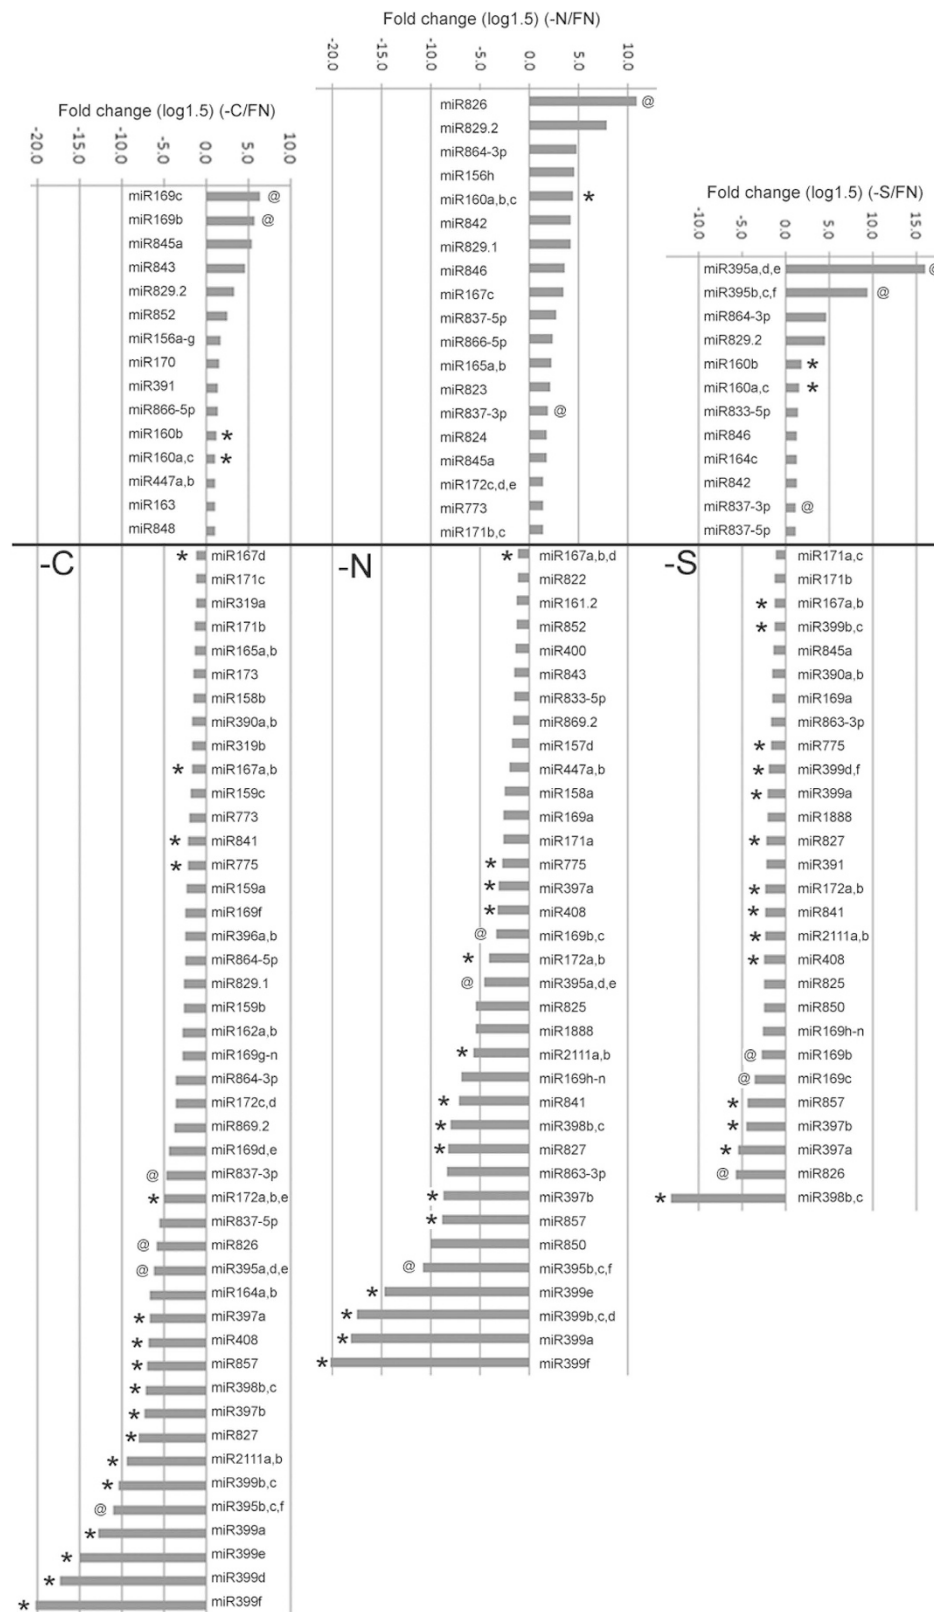 Fold change (log1.5) (-C/FN)
-20.0
-15.0
-10.0
-5.0
0.0
5.0
10.0
miR169c @
miR169b @
miR845a
miR843
miR829.2
miR852
miR156a-g
miR170
miR391
miR866-5p
miR160b *
miR160a,c *
miR447a,b
miR163
miR848
-C
* miR167d
miR171c
miR319a
miR171b
miR165a,b
miR173
miR158b
miR390a,b
miR319b
* miR167a,b
miR159c
miR773
* miR841
* miR775
miR159a
miR169f
miR396a,b
miR864-5p
miR829.1
miR159b
miR162a,b
miR169g-n
miR864-3p
miR172c,d
miR869.2
miR169d,e
@ miR837-3p
* miR172a,b,e
miR837-5p
@ miR826
@ miR395a,d,e
miR164a,b
* miR397a
* miR408
* miR857
* miR398b,c
* miR397b
* miR827
* miR2111a,b
* miR399b,c
@ miR395b,c,f
* miR399a
* miR399e
* miR399d
* miR399f
Fold change (log1.5) (-N/FN)
-20.0
-15.0
-10.0
-5.0
0.0
5.0
10.0
miR826 @
miR829.2
miR864-3p
miR156h
miR160a,b,c *
miR842
miR829.1
miR846
miR167c
miR837-5p
miR866-5p
miR165a,b
miR823
miR837-3p @
miR824
miR845a
miR172c,d,e
miR773
miR171b,c
-N
* miR167a,b,d
miR822
miR161.2
miR852
miR400
miR843
miR833-5p
miR869.2
miR157d
miR447a,b
miR158a
miR169a
miR171a
* miR775
* miR397a
* miR408
@ miR169b,c
* miR172a,b
@ miR395a,d,e
miR825
miR1888
* miR2111a,b
miR169h-n
* miR841
* miR398b,c
* miR827
miR863-3p
* miR397b
* miR857
miR850
@ miR395b,c,f
* miR399e
* miR399b,c,d
* miR399a
* miR399f
Fold change (log1.5) (-S/FN)
-10.0
-5.0
0.0
5.0
10.0
15.0
miR395a,d,e @
miR395b,c,f @
miR864-3p
miR829.2
miR160b *
miR160a,c *
miR833-5p
miR846
miR164c
miR842
miR837-3p @
miR837-5p
-S
miR171a,c
miR171b
* miR167a,b
* miR399b,c
miR845a
miR390a,b
miR169a
miR863-3p
* miR775
* miR399d,f
* miR399a
miR1888
* miR827
miR391
* miR172a,b
* miR841
* miR2111a,b
* miR408
miR825
miR850
miR169h-n
@ miR169b
@ miR169c
* miR857
* miR397b
* miR397a
@ miR826
* miR398b,c